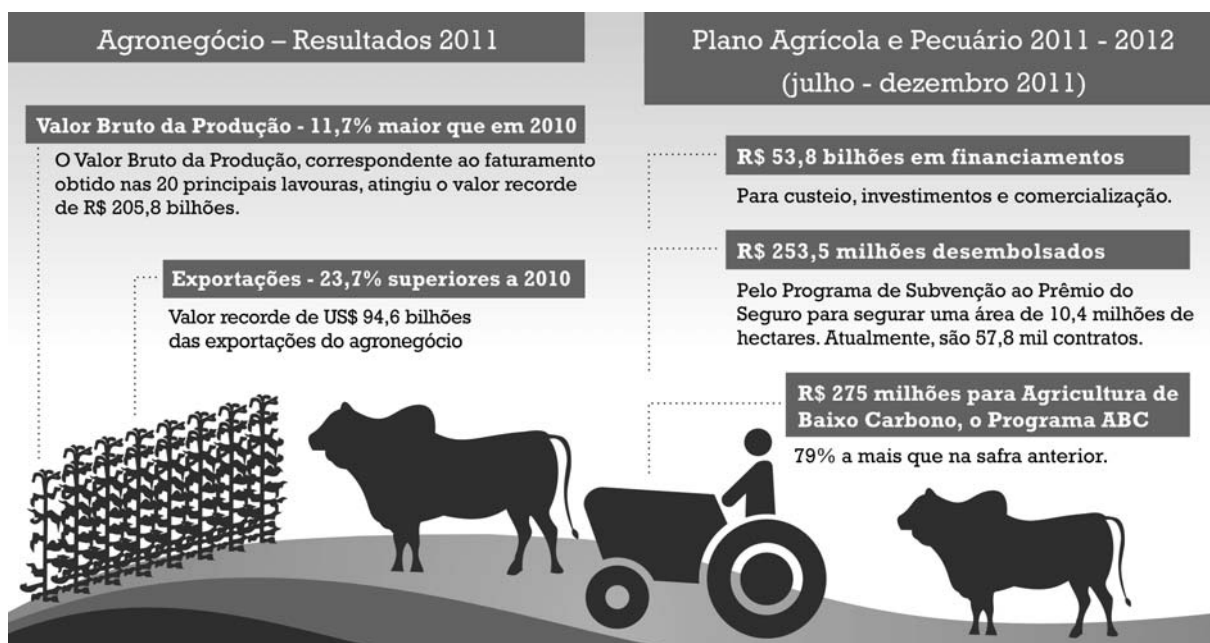 Agronegócio – Resultados 2011
Valor Bruto da Produção - 11,7% maior que em 2010
O Valor Bruto da Produção, correspondente ao faturamento
obtido nas 20 principais lavouras, atingiu o valor recorde
de R$ 205,8 bilhões.
Exportações - 23,7% superiores a 2010
Valor recorde de US$ 94,6 bilhões
das exportações do agronegócio
Plano Agrícola e Pecuário 2011 - 2012
(julho - dezembro 2011)
R$ 53,8 bilhões em financiamentos
Para custeio, investimentos e comercialização.
R$ 253,5 milhões desembolsados
Pelo Programa de Subvenção ao Prêmio do
Seguro para segurar uma área de 10,4 milhões de
hectares. Atualmente, são 57,8 mil contratos.
R$ 275 milhões para Agricultura de
Baixo Carbono, o Programa ABC
79% a mais que na safra anterior.